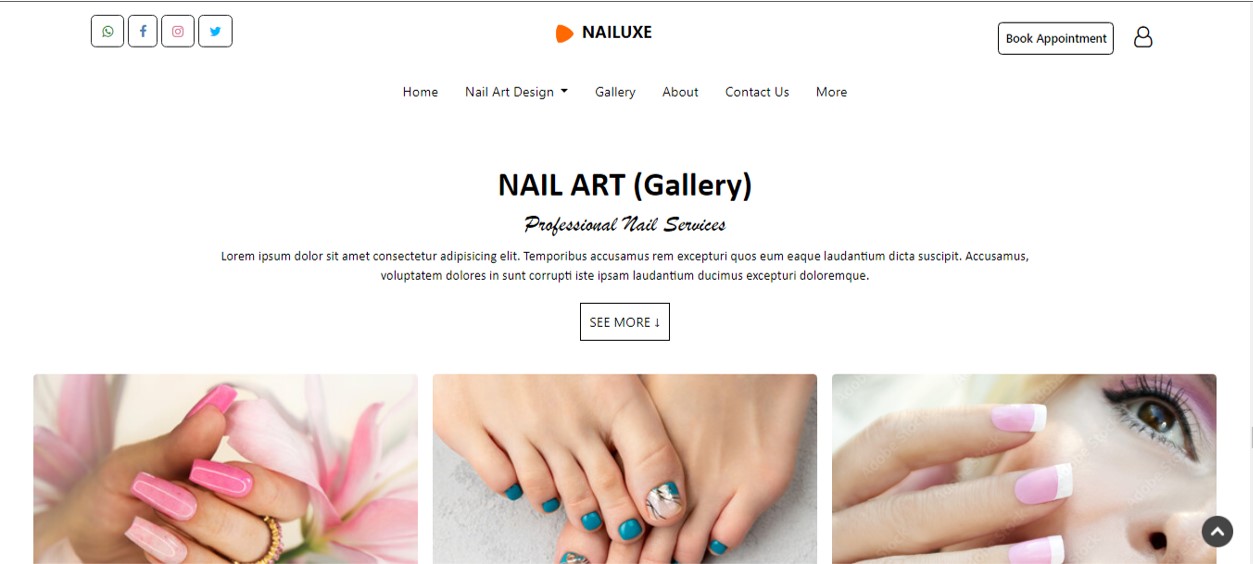 NAILUXE
Book Appointment
Home Nail Art Design Gallery About Contact Us More
NAIL ART (Gallery)
Professional Nail Services
Lorem ipsum dolor sit amet consectetur adipisicing elit. Temporibus accusamus rem excepturi quos eum eaque laudantium dicta suscipit. Accusamus,
voluptatem dolores in sunt corrupti iste ipsam laudantium ducimus excepturi doloremque.
SEE MORE ↓